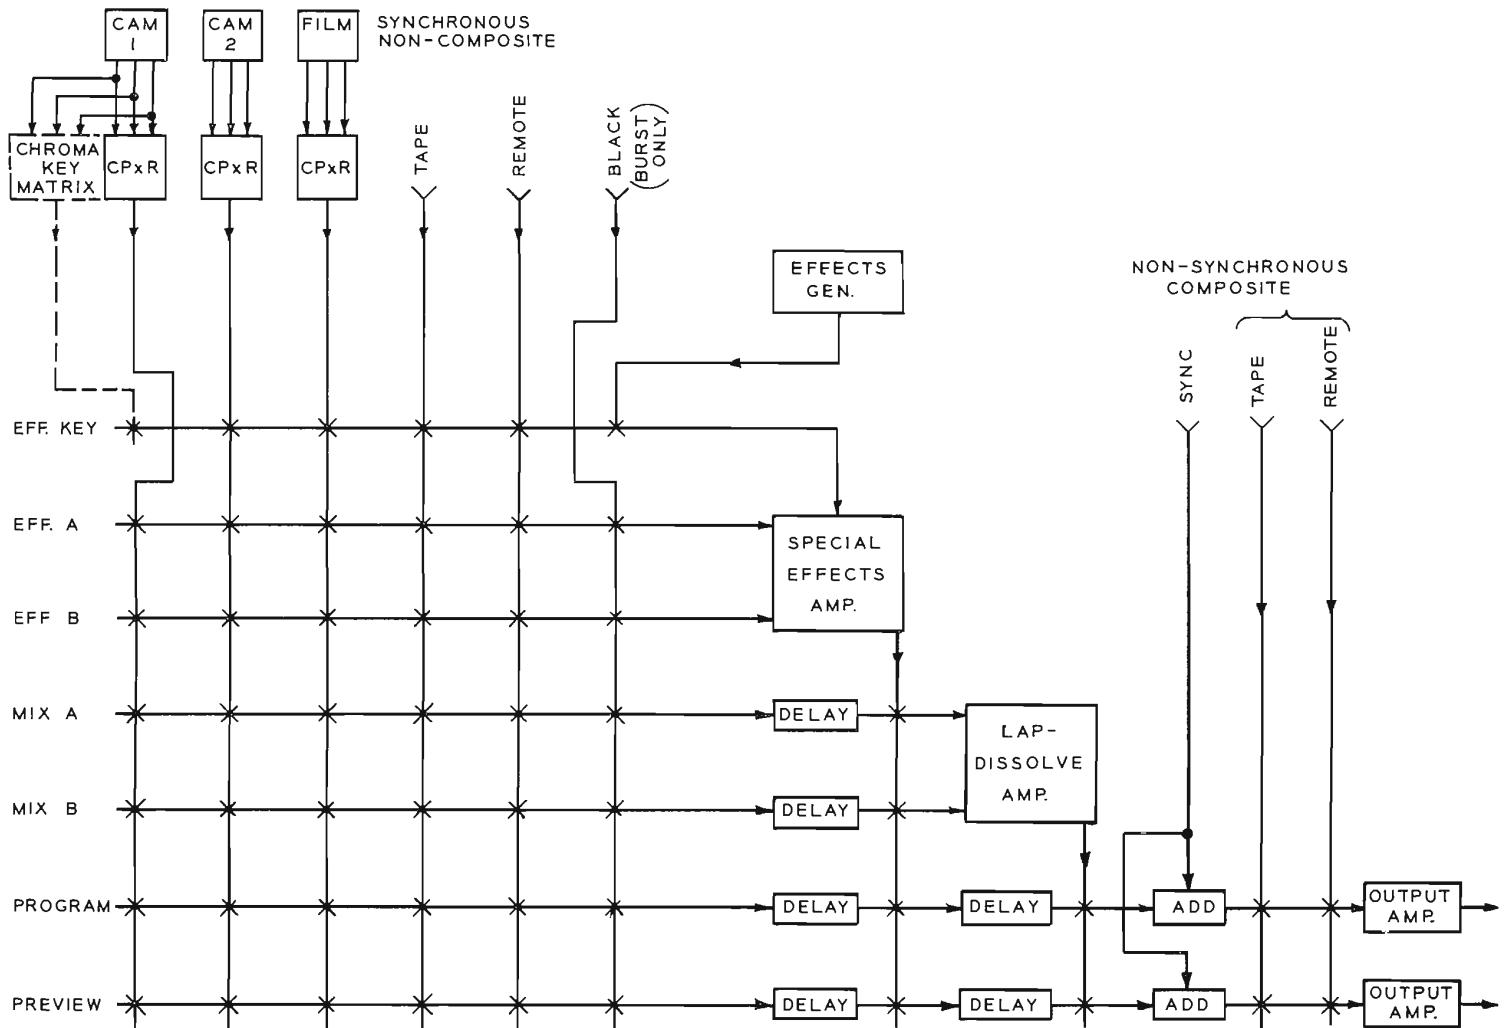 CAM
1
CAM
2
FILM
SYNCHRONOUS
NON-COMPOSITE
CHROMA
KEY
MATRIX
CPxR
CPxR
CPxR
TAPE
REMOTE
BLACK
(BURST
ONLY)
EFFECTS
GEN.
NON-SYNCHRONOUS
COMPOSITE
SYNC
TAPE
REMOTE
EFF. KEY
EFF. A
SPECIAL
EFFECTS
AMP.
EFF B
MIX A
DELAY
LAP-
DISSOLVE
AMP.
MIX B
DELAY
PROGRAM
DELAY
DELAY
ADD
OUTPUT
AMP.
PREVIEW
DELAY
DELAY
ADD
OUTPUT
AMP.